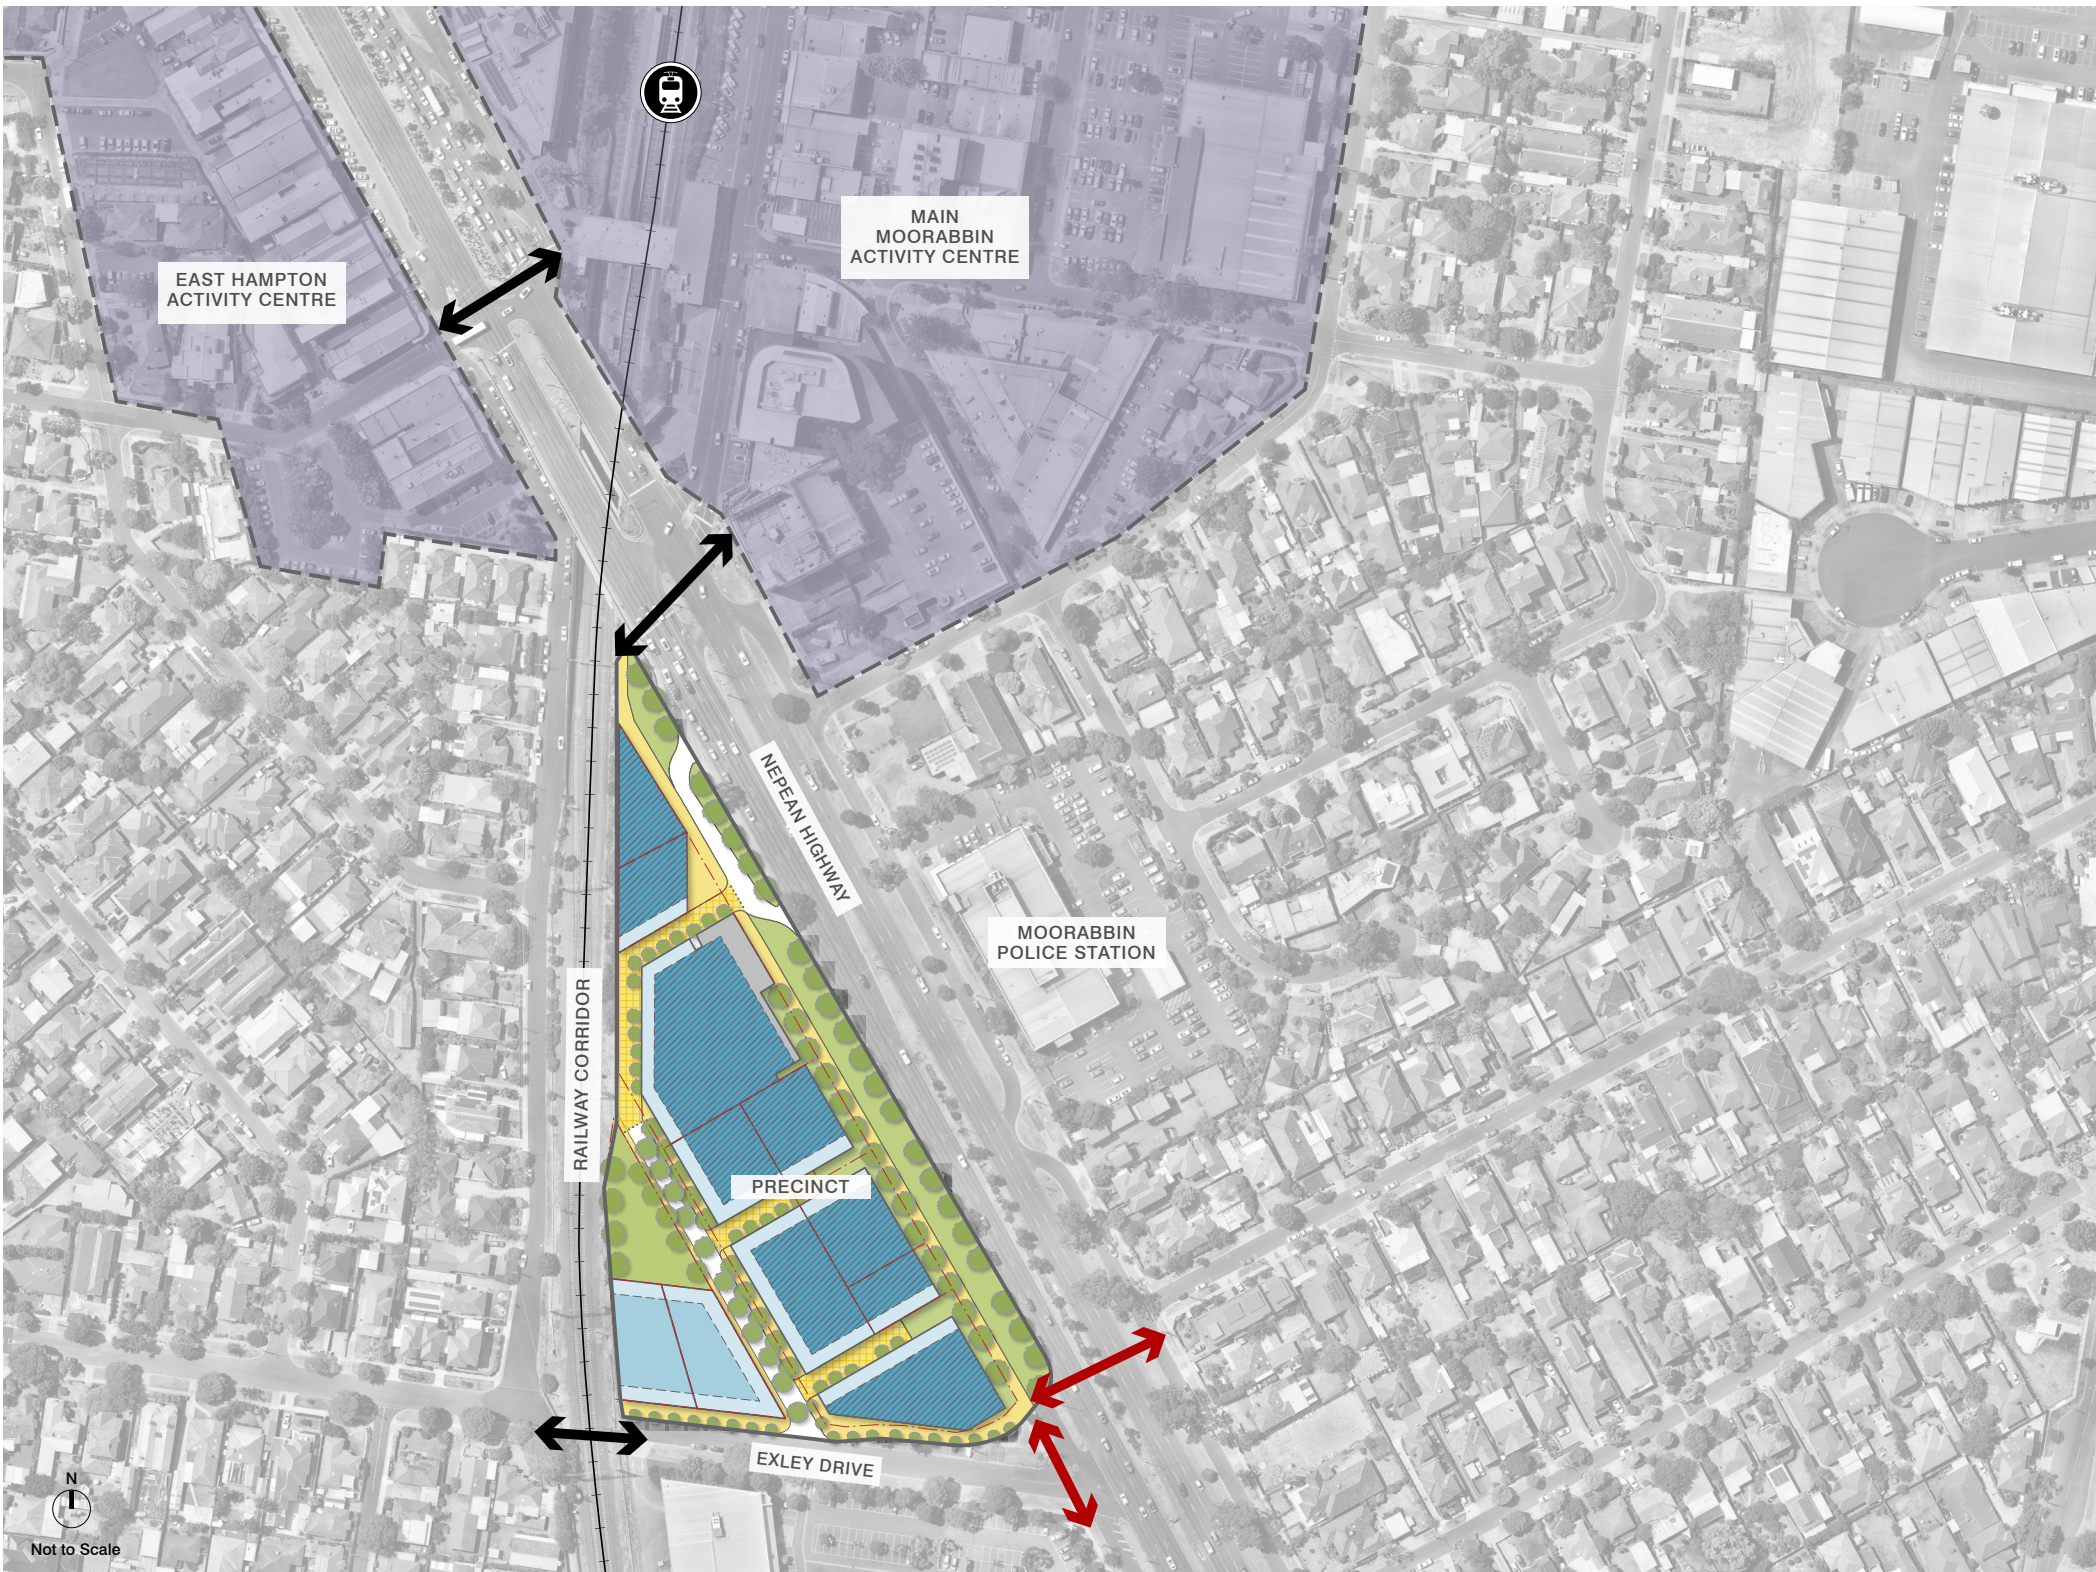 MAIN
MOORABBIN
ACTIVITY CENTRE
EAST HAMPTON
ACTIVITY CENTRE
NEPEAN HIGHWAY
MOORABBIN
POLICE STATION
RAILWAY CORRIDOR
PRECINCT
EXLEY DRIVE
N
Not to Scale